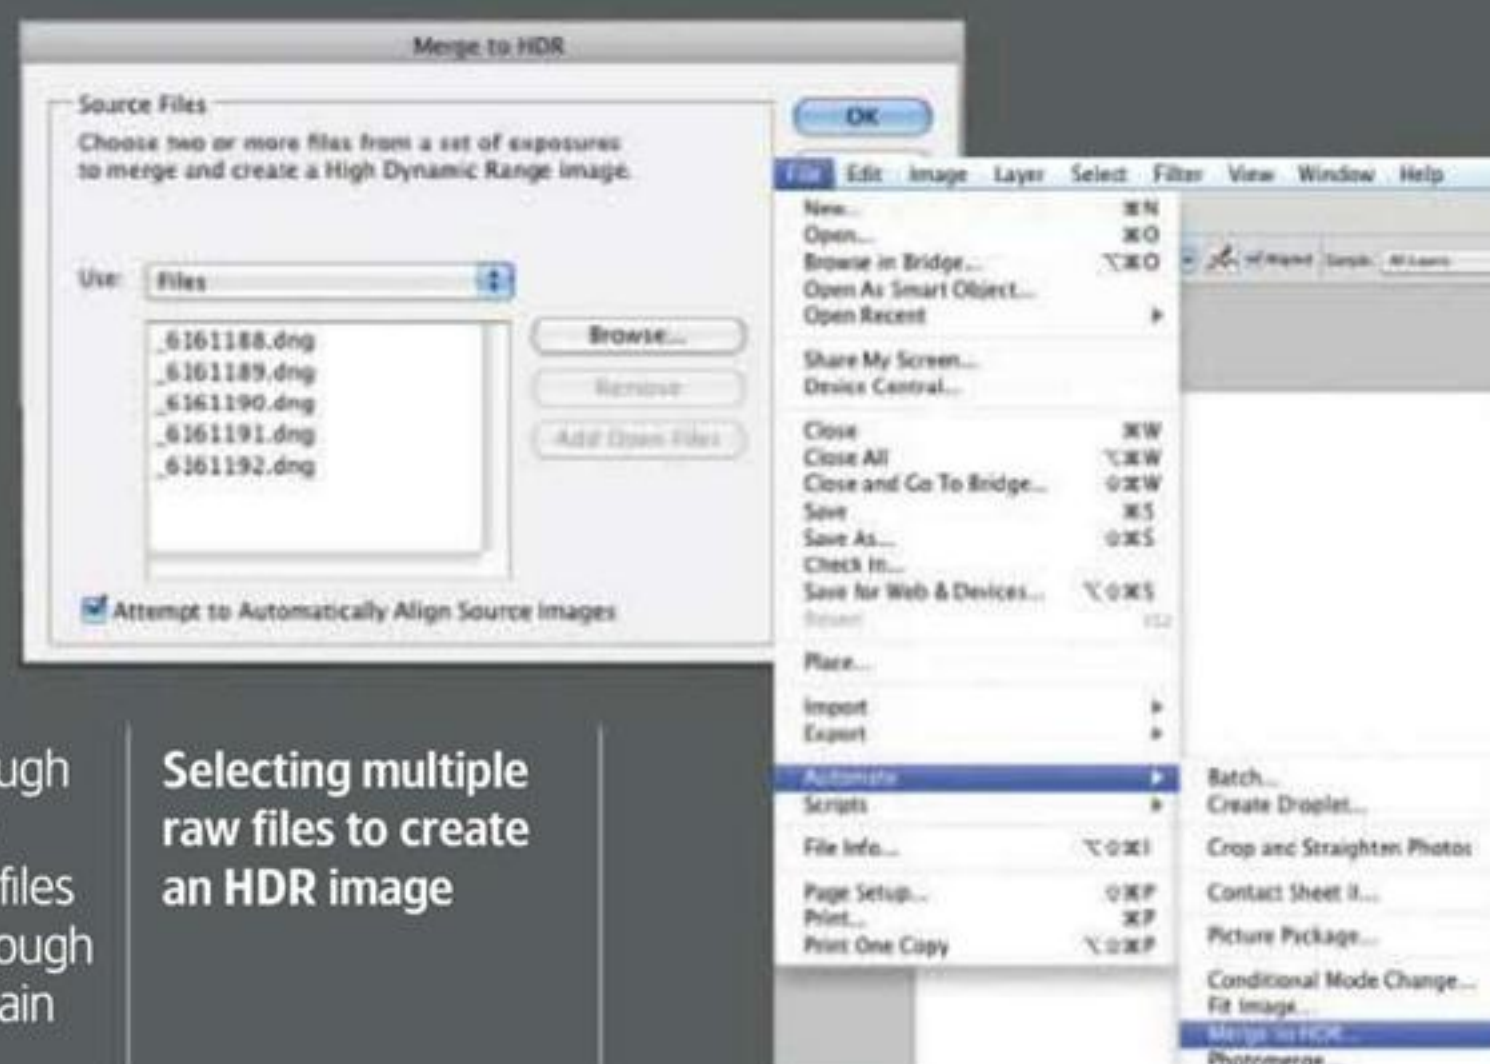 Merge to HDR
Source Files
Choose two or more files from a set of exposures
to merge and create a High Dynamic Range image.
OK
Use: Files
_6161188.dng
_6161189.dng
_6161190.dng
_6161191.dng
_6161192.dng
Browse...
Remove
Add Open Files
Attempt to Automatically Align Source Images
File Edit Image Layer Select Filter View Window Help
New... ⌘N
Open... ⌘O
Browse in Bridge... ⌥⌘O
Open As Smart Object...
Open Recent
Share My Screen...
Device Central...
Close ⌘W
Close All ⌥⌘W
Close and Go To Bridge... ⇧⌘W
Save ⌘S
Save As... ⇧⌘S
Check In...
Save for Web & Devices... ⌥⇧⌘S
Revert
Place...
Import
Export
Automate
Scripts
File Info... ⌥⇧⌘I
Page Setup... ⇧⌘P
Print... ⌘P
Print One Copy ⌥⇧⌘P
Aligned Sample: All Layers
Batch...
Create Droplet...
Crop and Straighten Photos
Contact Sheet II...
Picture Package...
Conditional Mode Change...
Fit Image...
Merge to HDR...
Photomerge...
ugh
files
ough
ain
Selecting multiple
raw files to create
an HDR image